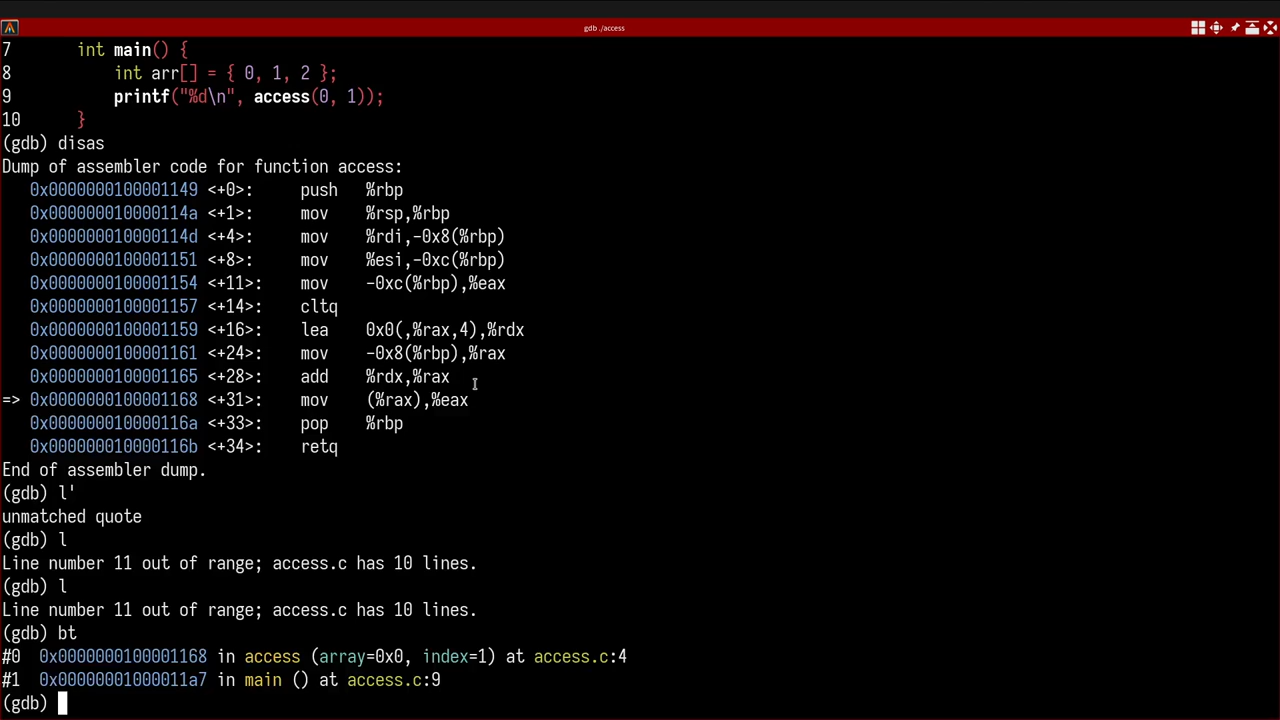 gdb ./access
7 int main() {
8 int arr[] = { 0, 1, 2 };
9 printf("%d\n", access(0, 1));
10 }
(gdb) disas
Dump of assembler code for function access:
0x0000000100001149 <+0>: push %rbp
0x000000010000114a <+1>: mov %rsp,%rbp
0x000000010000114d <+4>: mov %rdi,-0x8(%rbp)
0x0000000100001151 <+8>: mov %esi,-0xc(%rbp)
0x0000000100001154 <+11>: mov -0xc(%rbp),%eax
0x0000000100001157 <+14>: cltq
0x0000000100001159 <+16>: lea 0x0(,%rax,4),%rdx
0x0000000100001161 <+24>: mov -0x8(%rbp),%rax
0x0000000100001165 <+28>: add %rdx,%rax
=> 0x0000000100001168 <+31>: mov (%rax),%eax
0x000000010000116a <+33>: pop %rbp
0x000000010000116b <+34>: retq
End of assembler dump.
(gdb) l'
unmatched quote
(gdb) l
Line number 11 out of range; access.c has 10 lines.
(gdb) l
Line number 11 out of range; access.c has 10 lines.
(gdb) bt
#0 0x0000000100001168 in access (array=0x0, index=1) at access.c:4
#1 0x00000001000011a7 in main () at access.c:9
(gdb)